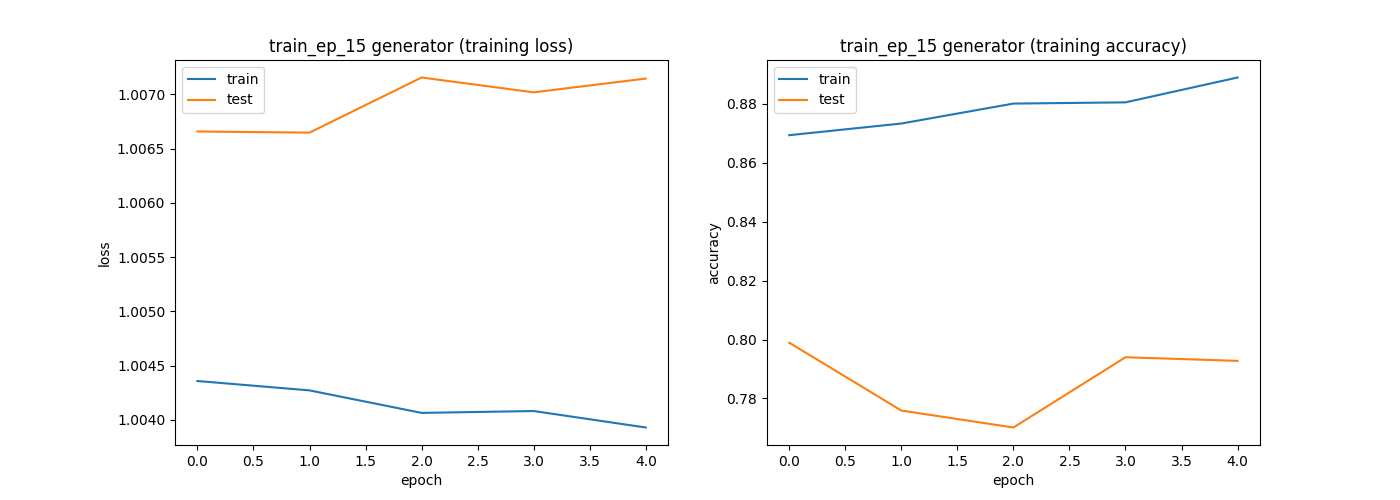 train_ep_15 generator (training loss)
train
test
1.0070
1.0065
1.0060
1.0055
1.0050
1.0045
1.0040
loss
0.0 0.5 1.0 1.5 2.0 2.5 3.0 3.5 4.0
epoch
train_ep_15 generator (training accuracy)
train
test
0.88
0.86
0.84
0.82
0.80
0.78
accuracy
0.0 0.5 1.0 1.5 2.0 2.5 3.0 3.5 4.0
epoch